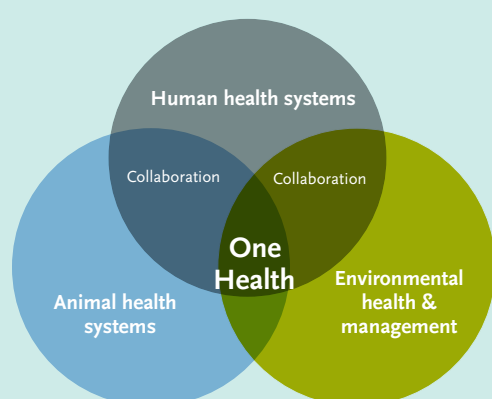 Human health systems
Collaboration
Collaboration
One
Health
Animal health
systems
Environmental
health &
management